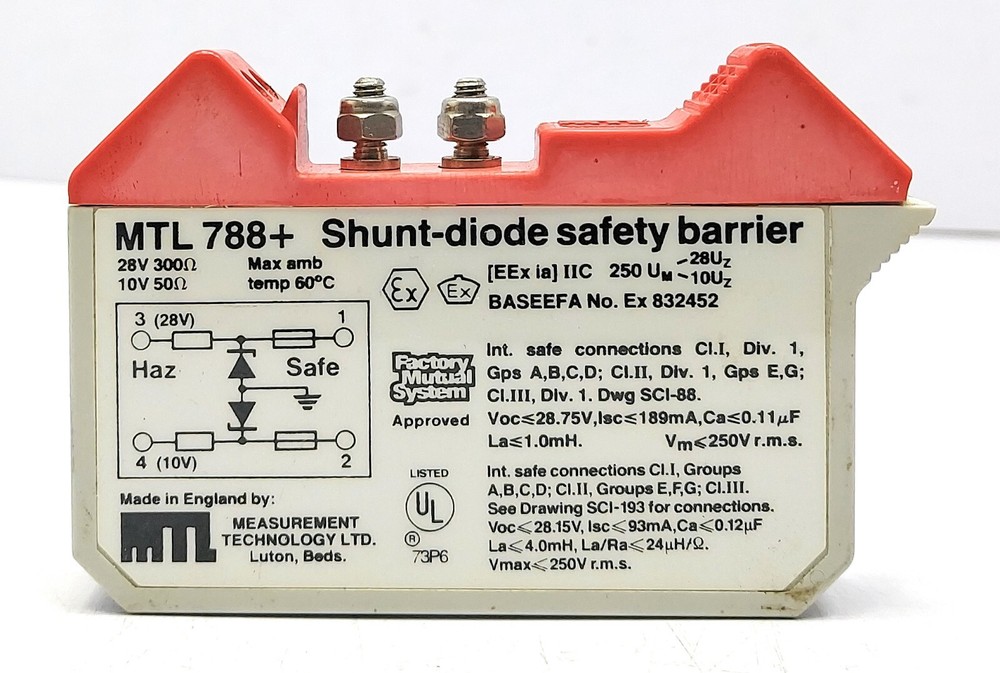 MTL 788+ Shunt-diode safety barrier
28V 300Ω Max amb
10V 50Ω temp 60°C
[EEx ia] IIC 250 UM 28UZ
10UZ
εx Ex
BASEEFA No. Ex 832452
3 (28V) 1
Haz Safe
4 (10V) 2
Factory
Mutual
System
Approved
Int. safe connections Cl.I, Div. 1,
Gps A,B,C,D; Cl.II, Div. 1, Gps E,G;
Cl.III, Div. 1. Dwg SCI-88.
Voc≤28.75V,Isc≤189mA,Ca≤0.11μF
La≤1.0mH. Vm≤250V r.m.s.
LISTED
UL
®
73P6
Int. safe connections Cl.I, Groups
A,B,C,D; Cl.II, Groups E,F,G; Cl.III.
See Drawing SCI-193 for connections.
Voc≤28.15V, Isc≤93mA,Ca≤0.12μF
La≤4.0mH, La/Ra≤24μH/Ω.
Vmax≤250V r.m.s.
Made in England by:
MTL
MEASUREMENT
TECHNOLOGY LTD.
Luton, Beds.